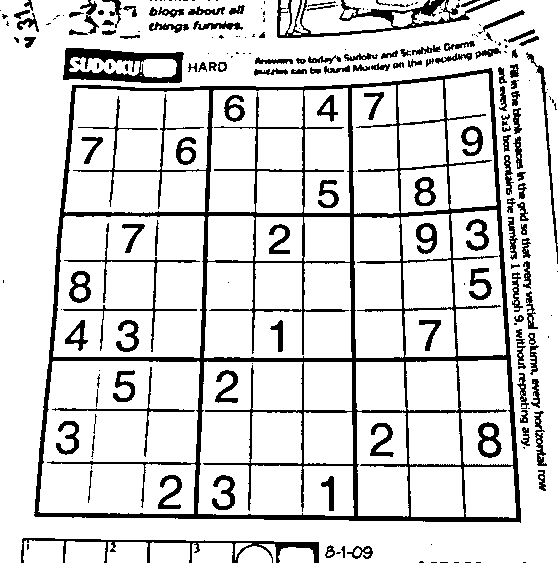 blogs about all
things funnies.
SUDOKU HARD
Answers to today's Sudoku and Scrabble Grams
puzzles can be found Monday on the preceding page.
Fill in the blank spaces in the grid so that every vertical column, every horizontal row
and every 3x3 box contains the numbers 1 through 9, without repeating any.
6 4 7
7 6 9
5 8
7 2 9 3
8 5
4 3 1 7
5 2
3 2 8
2 3 1
1 2 3
8-1-09